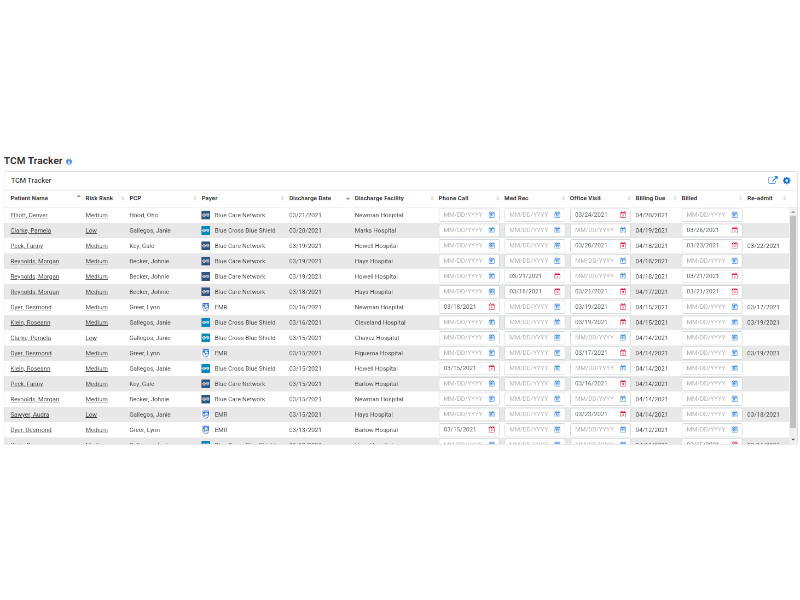 TCM Tracker
TCM Tracker
Patient Name Risk Rank PCP Payer Discharge Date Discharge Facility Phone Call Med Rec Office Visit Billing Due Billed Re-admit
Elliott, Denver Medium Hood, Otto Blue Care Network 03/21/2021 Newman Hospital MM/DD/YYYY MM/DD/YYYY 03/24/2021 04/20/2021 MM/DD/YYYY
Clarke, Pamela Low Gallegos, Janie Blue Cross Blue Shield 03/20/2021 Marks Hospital MM/DD/YYYY MM/DD/YYYY MM/DD/YYYY 04/19/2021 03/26/2021
Peck, Fanny Medium Key, Gale Blue Care Network 03/19/2021 Howell Hospital MM/DD/YYYY MM/DD/YYYY 03/20/2021 04/18/2021 03/23/2021 03/22/2021
Reynolds, Morgan Medium Becker, Johnie Blue Care Network 03/19/2021 Hays Hospital MM/DD/YYYY MM/DD/YYYY MM/DD/YYYY 04/18/2021 MM/DD/YYYY
Reynolds, Morgan Medium Becker, Johnie Blue Care Network 03/19/2021 Howell Hospital MM/DD/YYYY 03/21/2021 MM/DD/YYYY 04/18/2021 03/21/2021
Reynolds, Morgan Medium Becker, Johnie Blue Care Network 03/18/2021 Hays Hospital MM/DD/YYYY 03/18/2021 03/21/2021 04/17/2021 03/21/2021
Dyer, Desmond Medium Greer, Lynn EMR 03/16/2021 Newman Hospital 03/18/2021 MM/DD/YYYY 03/19/2021 04/15/2021 MM/DD/YYYY 03/17/2021
Klein, Roseann Medium Gallegos, Janie Blue Cross Blue Shield 03/16/2021 Cleveland Hospital MM/DD/YYYY MM/DD/YYYY 03/19/2021 04/15/2021 MM/DD/YYYY 03/19/2021
Clarke, Pamela Low Gallegos, Janie Blue Cross Blue Shield 03/15/2021 Chavez Hospital MM/DD/YYYY MM/DD/YYYY MM/DD/YYYY 04/14/2021 MM/DD/YYYY
Dyer, Desmond Medium Greer, Lynn EMR 03/15/2021 Figueroa Hospital MM/DD/YYYY MM/DD/YYYY 03/17/2021 04/14/2021 MM/DD/YYYY 03/19/2021
Klein, Roseann Medium Gallegos, Janie Blue Cross Blue Shield 03/15/2021 Howell Hospital 03/15/2021 MM/DD/YYYY MM/DD/YYYY 04/14/2021 MM/DD/YYYY
Peck, Fanny Medium Key, Gale Blue Care Network 03/15/2021 Barlow Hospital MM/DD/YYYY MM/DD/YYYY 03/16/2021 04/14/2021 MM/DD/YYYY
Reynolds, Morgan Medium Becker, Johnie Blue Care Network 03/15/2021 Newman Hospital MM/DD/YYYY MM/DD/YYYY MM/DD/YYYY 04/14/2021 MM/DD/YYYY
Sawyer, Audra Low Gallegos, Janie EMR 03/15/2021 Hays Hospital MM/DD/YYYY MM/DD/YYYY 03/23/2021 04/14/2021 MM/DD/YYYY 03/18/2021
Dyer, Desmond Medium Greer, Lynn EMR 03/13/2021 Barlow Hospital 03/15/2021 MM/DD/YYYY MM/DD/YYYY 04/12/2021 MM/DD/YYYY